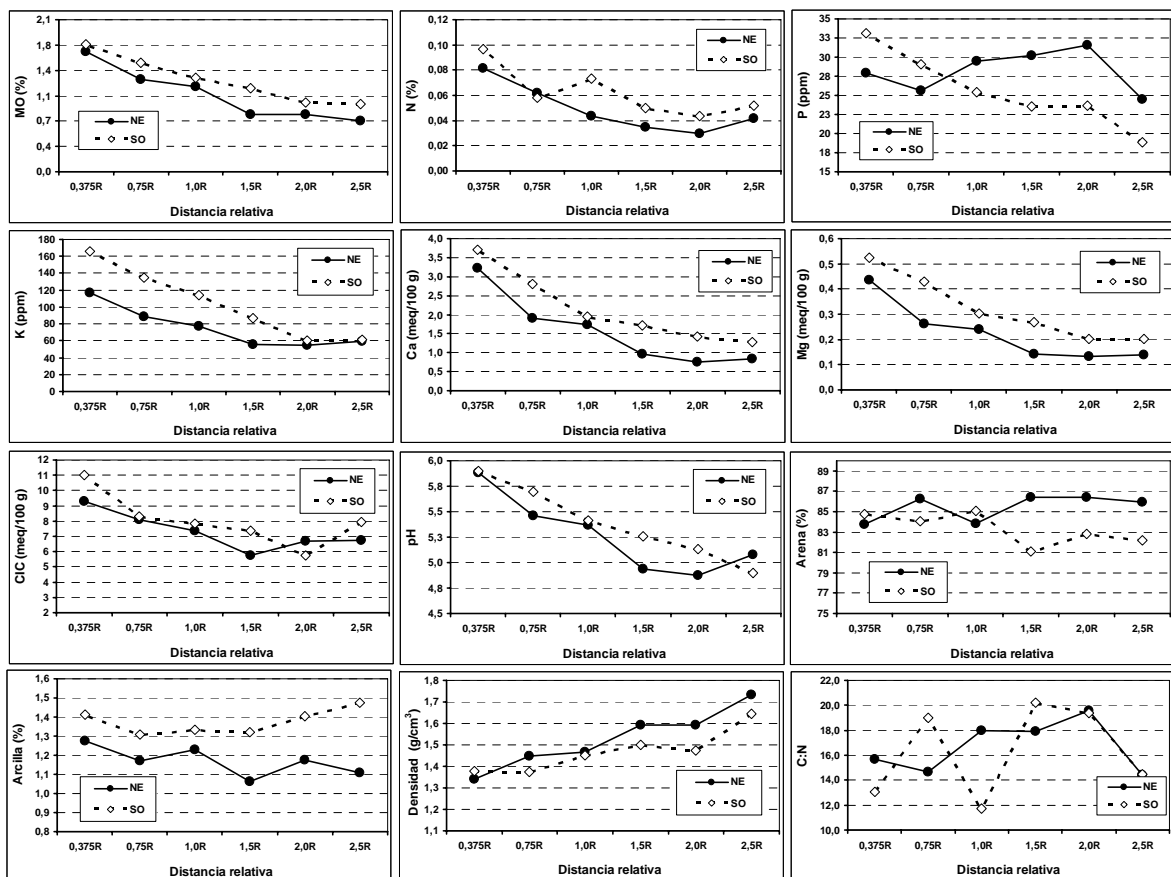 2,1
1,8
1,4
1,1
0,7
0,4
0,0
MO (%)
NE
SO
0,375R 0,75R 1,0R 1,5R 2,0R 2,5R
Distancia relativa
0,12
0,10
0,08
0,06
0,04
0,02
0,00
N (%)
NE
SO
0,375R 0,75R 1,0R 1,5R 2,0R 2,5R
Distancia relativa
35
33
30
28
25
23
20
18
15
P (ppm)
NE
SO
0,375R 0,75R 1,0R 1,5R 2,0R 2,5R
Distancia relativa
180
160
140
120
100
80
60
40
20
0
K (ppm)
NE
SO
0,375R 0,75R 1,0R 1,5R 2,0R 2,5R
Distancia relativa
4,0
3,5
3,0
2,5
2,0
1,5
1,0
0,5
0,0
Ca (meq/100 g)
NE
SO
0,375R 0,75R 1,0R 1,5R 2,0R 2,5R
Distancia relativa
0,6
0,5
0,4
0,3
0,2
0,1
0,0
Mg (meq/100 g)
NE
SO
0,375R 0,75R 1,0R 1,5R 2,0R 2,5R
Distancia relativa
12
11
10
9
8
7
6
5
4
3
2
CIC (meq/100 g)
NE
SO
0,375R 0,75R 1,0R 1,5R 2,0R 2,5R
Distancia relativa
6,0
5,8
5,5
5,3
5,0
4,8
4,5
pH
NE
SO
0,375R 0,75R 1,0R 1,5R 2,0R 2,5R
Distancia relativa
89
87
85
83
81
79
77
75
Arena (%)
NE
SO
0,375R 0,75R 1,0R 1,5R 2,0R 2,5R
Distancia relativa
1,6
1,5
1,4
1,3
1,2
1,1
1,0
0,9
0,8
Arcilla (%)
NE
SO
0,375R 0,75R 1,0R 1,5R 2,0R 2,5R
Distancia relativa
1,8
1,7
1,6
1,5
1,4
1,3
1,2
1,1
Densidad (g/cm³)
NE
SO
0,375R 0,75R 1,0R 1,5R 2,0R 2,5R
Distancia relativa
22,0
20,0
18,0
16,0
14,0
12,0
10,0
C:N
NE
SO
0,375R 0,75R 1,0R 1,5R 2,0R 2,5R
Distancia relativa